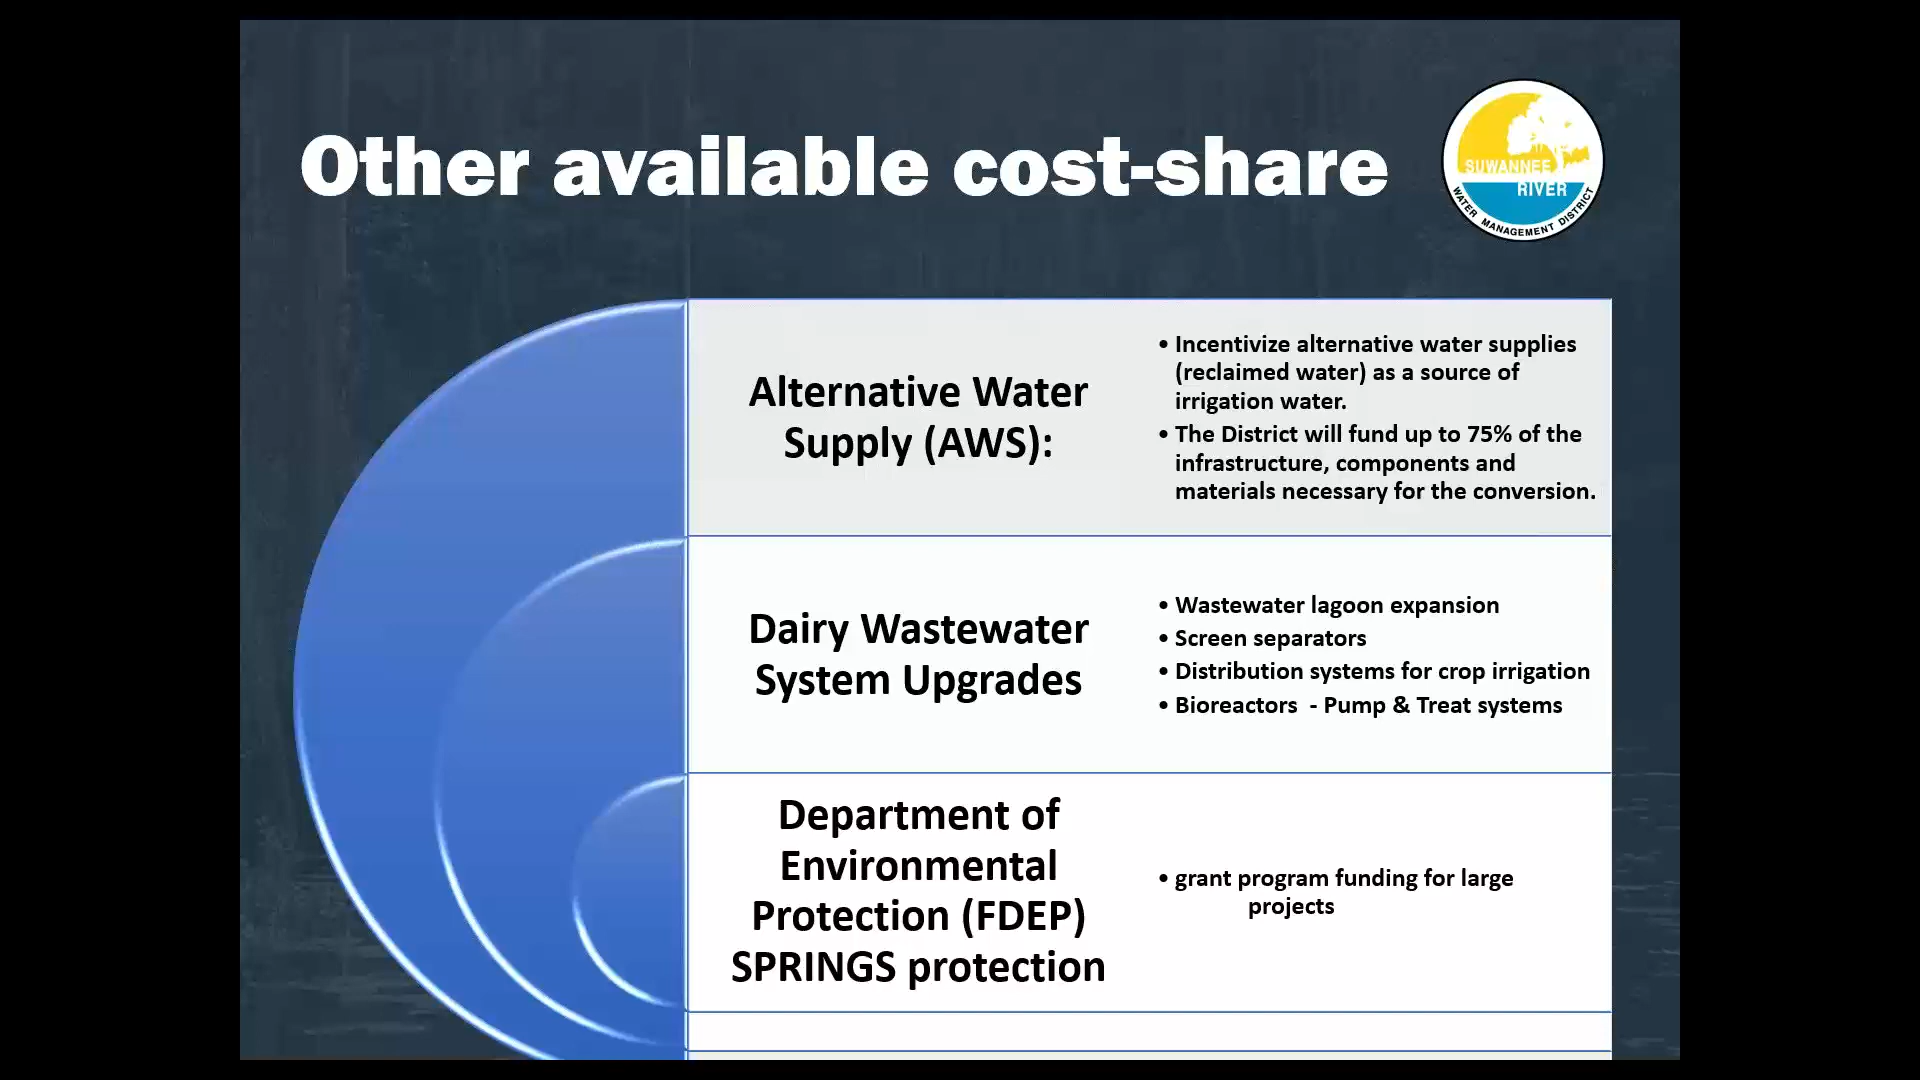 Other available cost-share
SUWANNEE
RIVER
WATER MANAGEMENT DISTRICT
Alternative Water
Supply (AWS):
• Incentivize alternative water supplies
(reclaimed water) as a source of
irrigation water.
• The District will fund up to 75% of the
infrastructure, components and
materials necessary for the conversion.
Dairy Wastewater
System Upgrades
• Wastewater lagoon expansion
• Screen separators
• Distribution systems for crop irrigation
• Bioreactors - Pump & Treat systems
Department of
Environmental
Protection (FDEP)
SPRINGS protection
• grant program funding for large
projects